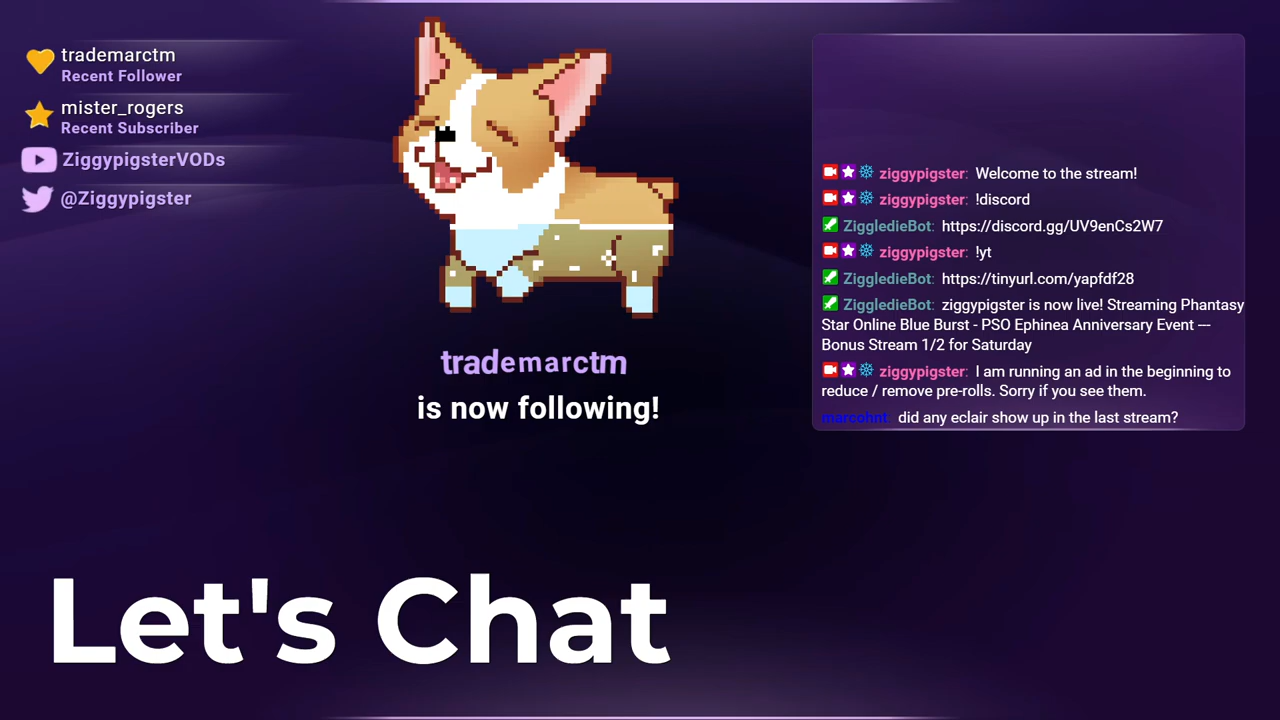 trademarctm
Recent Follower
mister_rogers
Recent Subscriber
ZiggypigsterVODs
@Ziggypigster
trademarctm
is now following!
ziggypigster: Welcome to the stream!
ziggypigster: !discord
ZiggledieBot: https://discord.gg/UV9enCs2W7
ziggypigster: !yt
ZiggledieBot: https://tinyurl.com/yapfdf28
ZiggledieBot: ziggypigster is now live! Streaming Phantasy
Star Online Blue Burst - PSO Ephinea Anniversary Event —
Bonus Stream 1/2 for Saturday
ziggypigster: I am running an ad in the beginning to
reduce / remove pre-rolls. Sorry if you see them.
marcohnt: did any eclair show up in the last stream?
Let's Chat